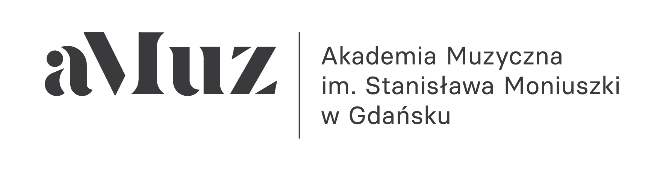 aMuz
Akademia Muzyczna
im. Stanisława Moniuszki
w Gdańsku